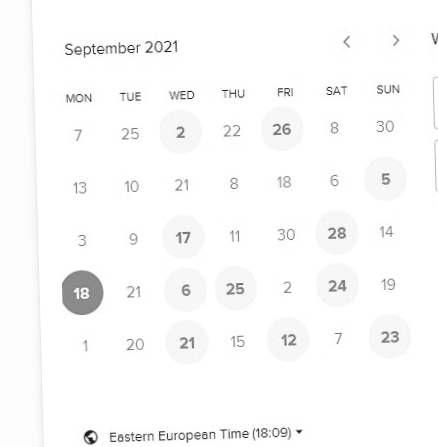 September 2021
MON TUE WED THU FRI SAT SUN
7 25 2 22 26 8 30
13 10 21 8 18 6 5
3 9 17 11 30 28 14
18 21 6 25 2 24 19
1 20 21 15 12 7 23
Eastern European Time (18:09)